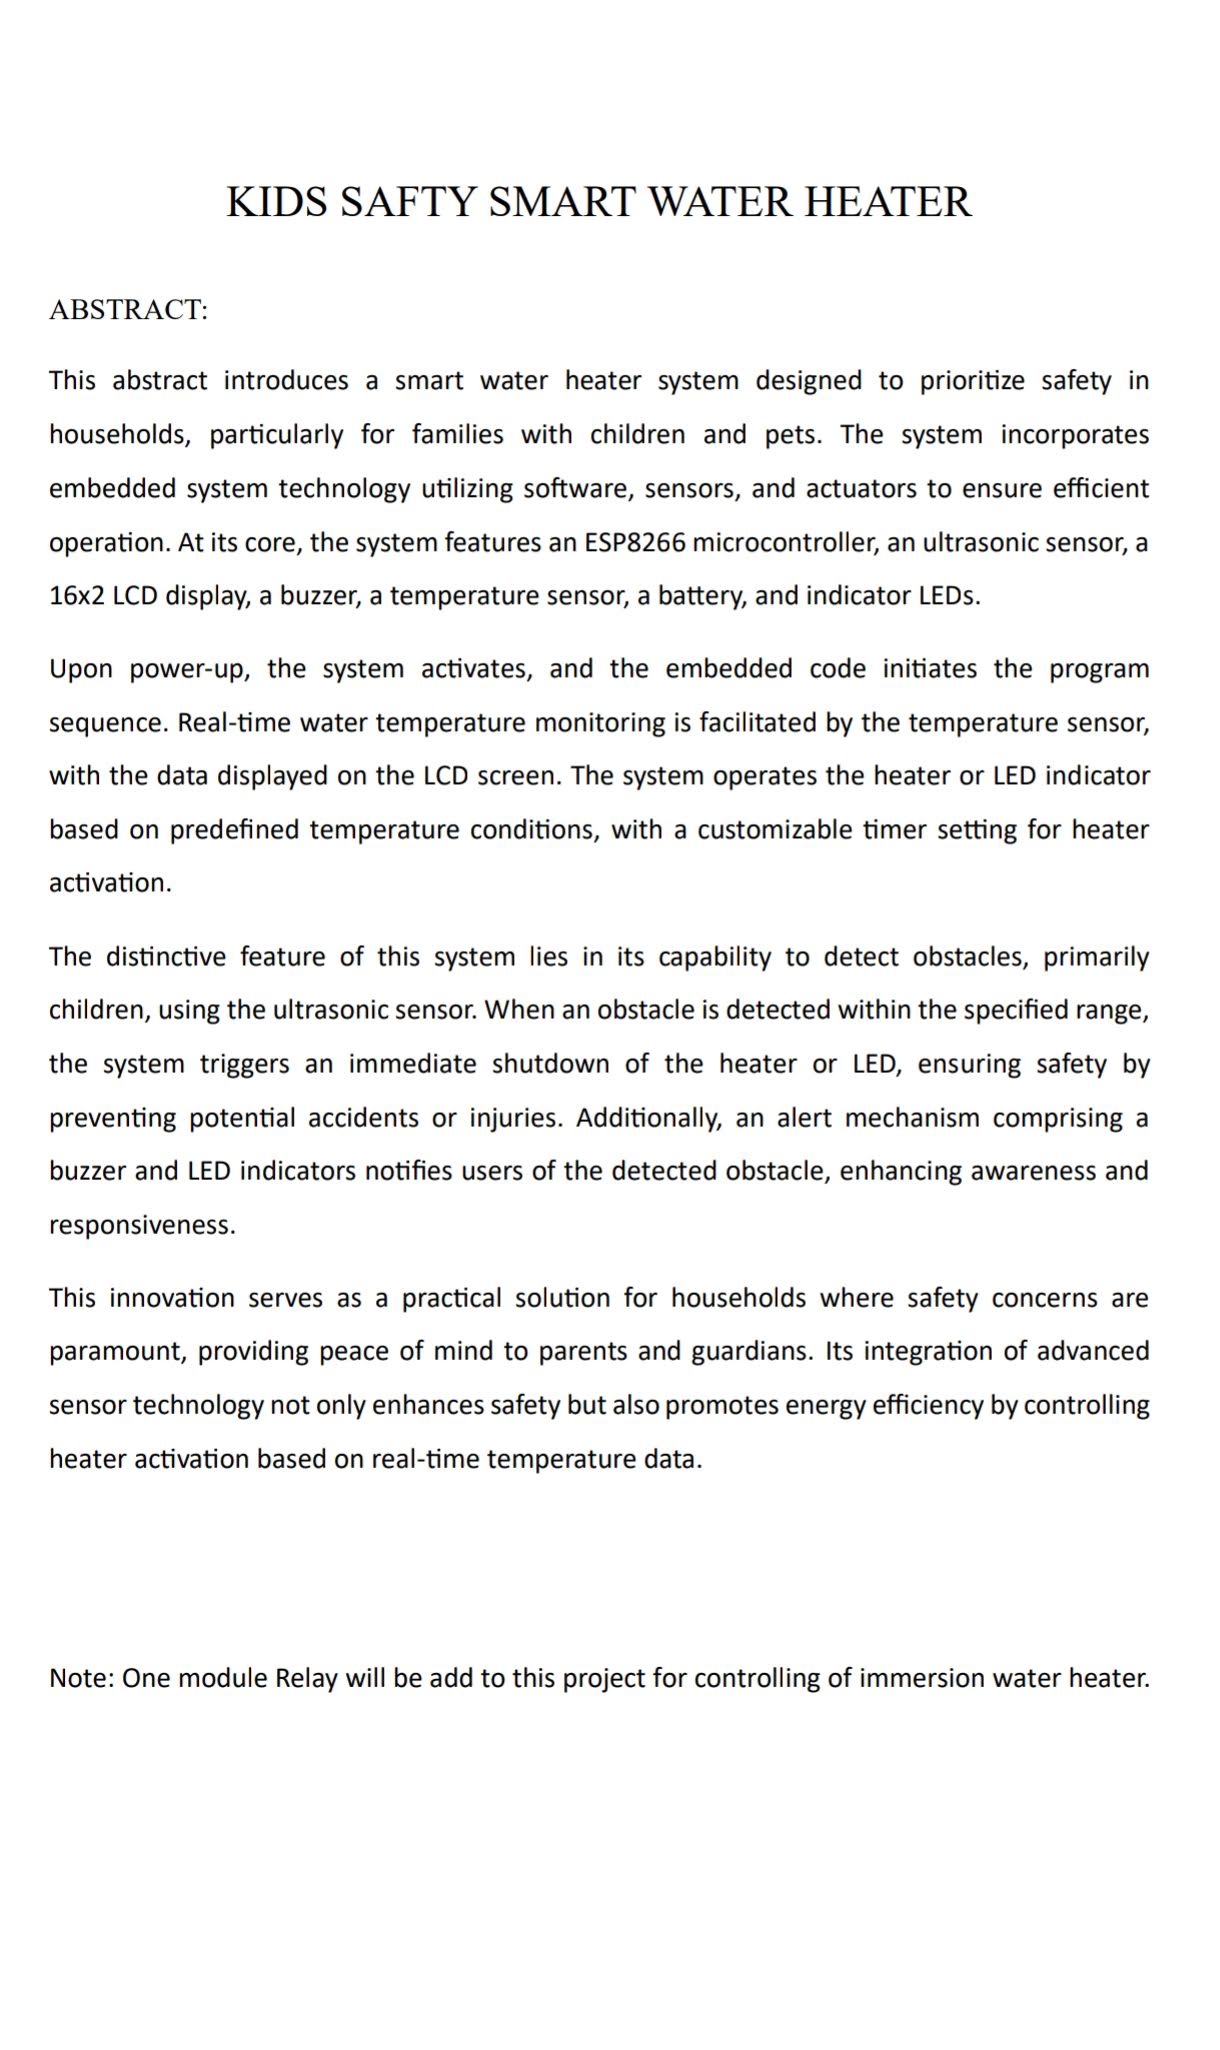 KIDS SAFTY SMART WATER HEATER
ABSTRACT:
This abstract introduces a smart water heater system designed to prioritize safety in
households, particularly for families with children and pets. The system incorporates
embedded system technology utilizing software, sensors, and actuators to ensure efficient
operation. At its core, the system features an ESP8266 microcontroller, an ultrasonic sensor, a
16x2 LCD display, a buzzer, a temperature sensor, a battery, and indicator LEDs.
Upon power-up, the system activates, and the embedded code initiates the program
sequence. Real-time water temperature monitoring is facilitated by the temperature sensor,
with the data displayed on the LCD screen. The system operates the heater or LED indicator
based on predefined temperature conditions, with a customizable timer setting for heater
activation.
The distinctive feature of this system lies in its capability to detect obstacles, primarily
children, using the ultrasonic sensor. When an obstacle is detected within the specified range,
the system triggers an immediate shutdown of the heater or LED, ensuring safety by
preventing potential accidents or injuries. Additionally, an alert mechanism comprising a
buzzer and LED indicators notifies users of the detected obstacle, enhancing awareness and
responsiveness.
This innovation serves as a practical solution for households where safety concerns are
paramount, providing peace of mind to parents and guardians. Its integration of advanced
sensor technology not only enhances safety but also promotes energy efficiency by controlling
heater activation based on real-time temperature data.
Note: One module Relay will be add to this project for controlling of immersion water heater.